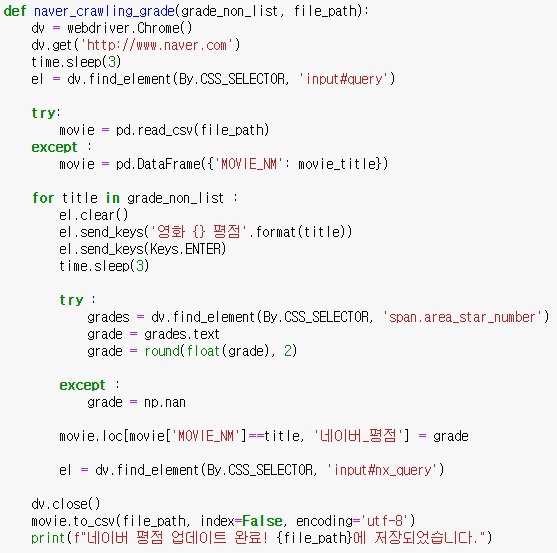 def naver_crawling_grade(grade_non_list, file_path):
    dv = webdriver.Chrome()
    dv.get('http://www.naver.com')
    time.sleep(3)
    el = dv.find_element(By.CSS_SELECTOR, 'input#query')

    try:
        movie = pd.read_csv(file_path)
    except :
        movie = pd.DataFrame({'MOVIE_NM': movie_title})

    for title in grade_non_list :
        el.clear()
        el.send_keys('영화 {} 평점'.format(title))
        el.send_keys(Keys.ENTER)
        time.sleep(3)

        try :
            grades = dv.find_element(By.CSS_SELECTOR, 'span.area_star_number')
            grade = grades.text
            grade = round(float(grade), 2)

        except :
            grade = np.nan

        movie.loc[movie['MOVIE_NM']==title, '네이버_평점'] = grade

        el = dv.find_element(By.CSS_SELECTOR, 'input#nx_query')

    dv.close()
    movie.to_csv(file_path, index=False, encoding='utf-8')
    print(f"네이버 평점 업데이트 완료! {file_path}에 저장되었습니다.")